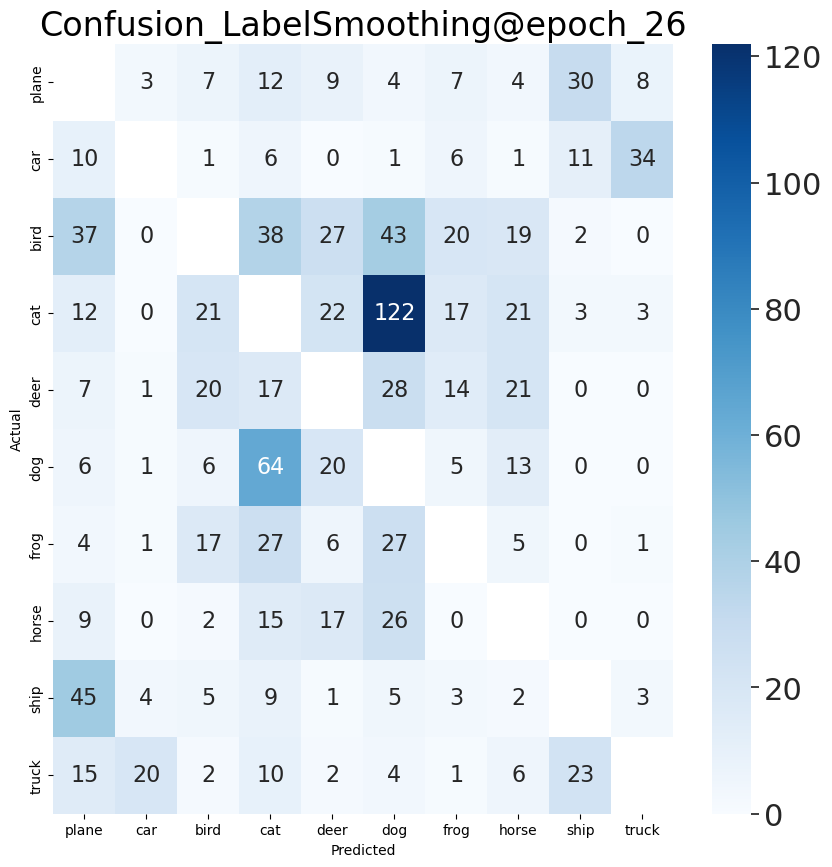 Confusion_LabelSmoothing@epoch_26
Actual
plane 3 7 12 9 4 7 4 30 8
car 10 1 6 0 1 6 1 11 34
bird 37 0 38 27 43 20 19 2 0
cat 12 0 21 22 122 17 21 3 3
deer 7 1 20 17 28 14 21 0 0
dog 6 1 6 64 20 5 13 0 0
frog 4 1 17 27 6 27 5 0 1
horse 9 0 2 15 17 26 0 0 0
ship 45 4 5 9 1 5 3 2 3
truck 15 20 2 10 2 4 1 6 23
plane car bird cat deer dog frog horse ship truck
Predicted
120
100
80
60
40
20
0